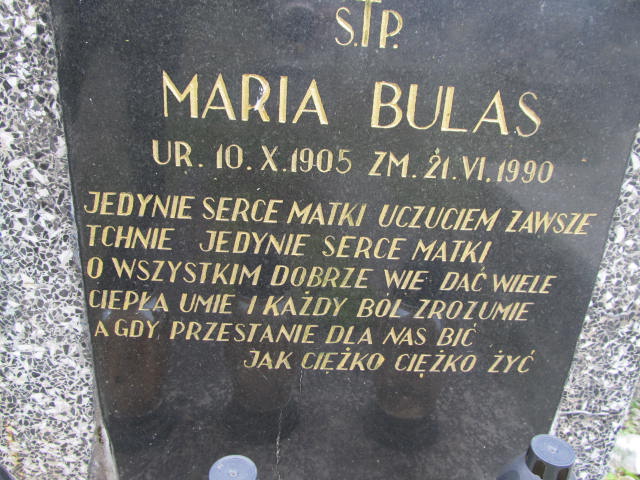 Ś.†P.
MARIA BULAS
UR. 10.X.1905 ZM. 21.VI.1990
JEDYNIE SERCE MATKI UCZUCIEM ZAWSZE
TCHNIE JEDYNIE SERCE MATKI
O WSZYSTKIM DOBRZE WIE DAĆ WIELE
CIEPŁA UMIE I KAŻDY BÓL ZROZUMIE
A GDY PRZESTANIE DLA NAS BIĆ
JAK CIĘŻKO CIĘŻKO ŻYĆ